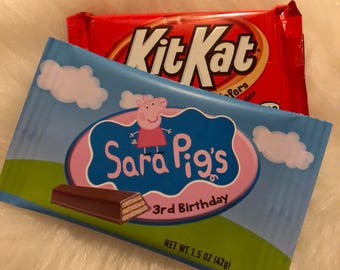 KitKat
Sara Pig's
3rd Birthday
NET WT 1.5 OZ (42g)